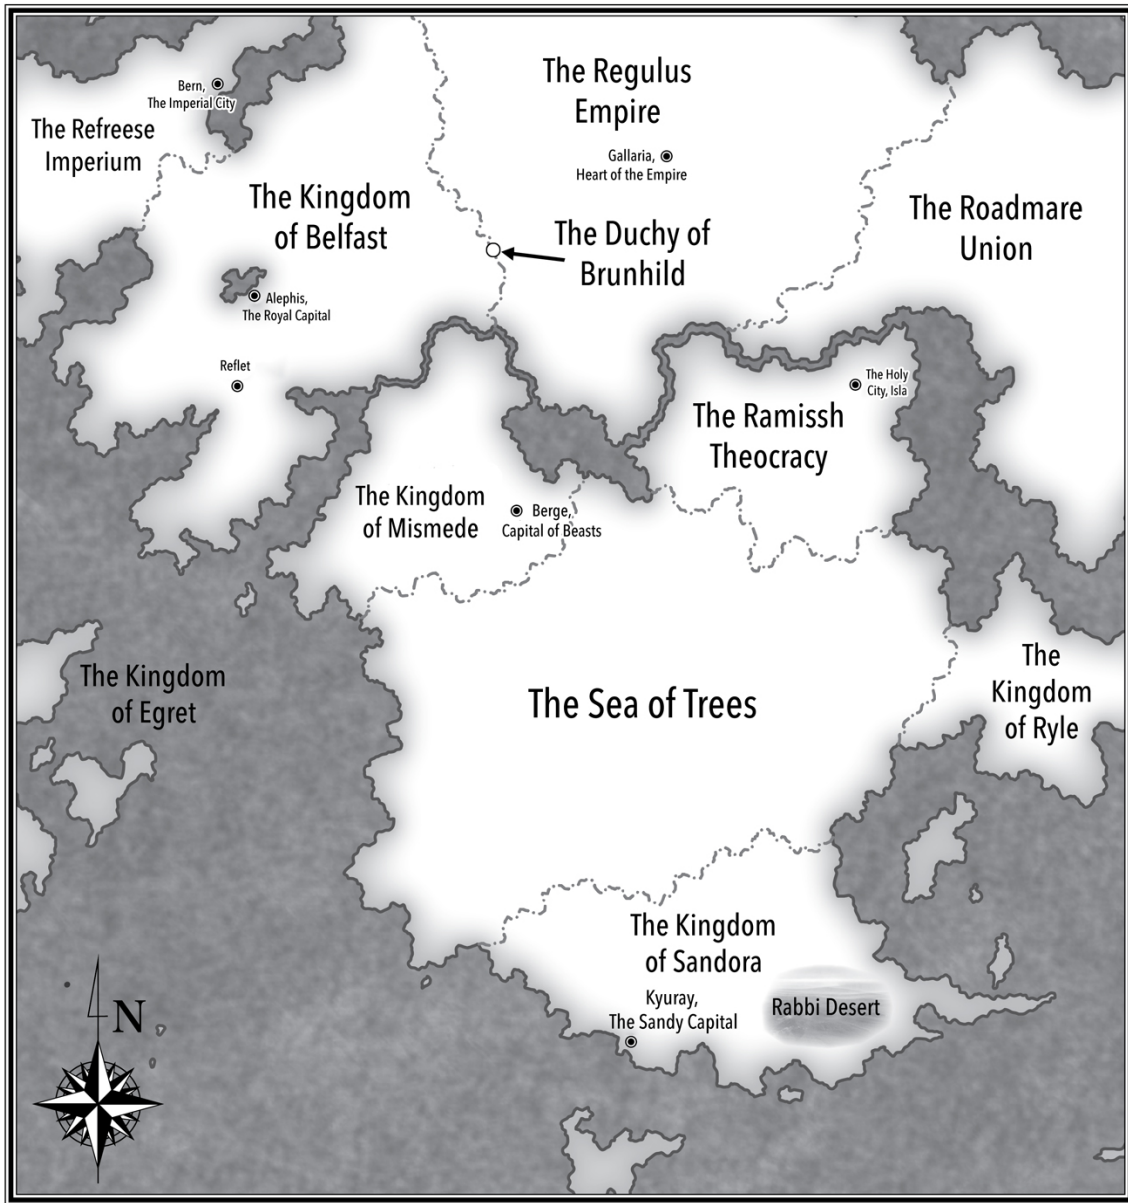 The Regulus
Empire
Bern,
The Imperial City
The Refreese
Imperium
Gallaria,
Heart of the Empire
The Kingdom
of Belfast
The Roadmare
Union
The Duchy of
Brunhild
Alephis,
The Royal Capital
Reflet
The Holy
City, Isla
The Ramissh
Theocracy
The Kingdom
of Mismede
Berge,
Capital of Beasts
The Kingdom
of Egret
The
Kingdom
of Ryle
The Sea of Trees
The Kingdom
of Sandora
Kyuray,
The Sandy Capital
Rabbi Desert
N